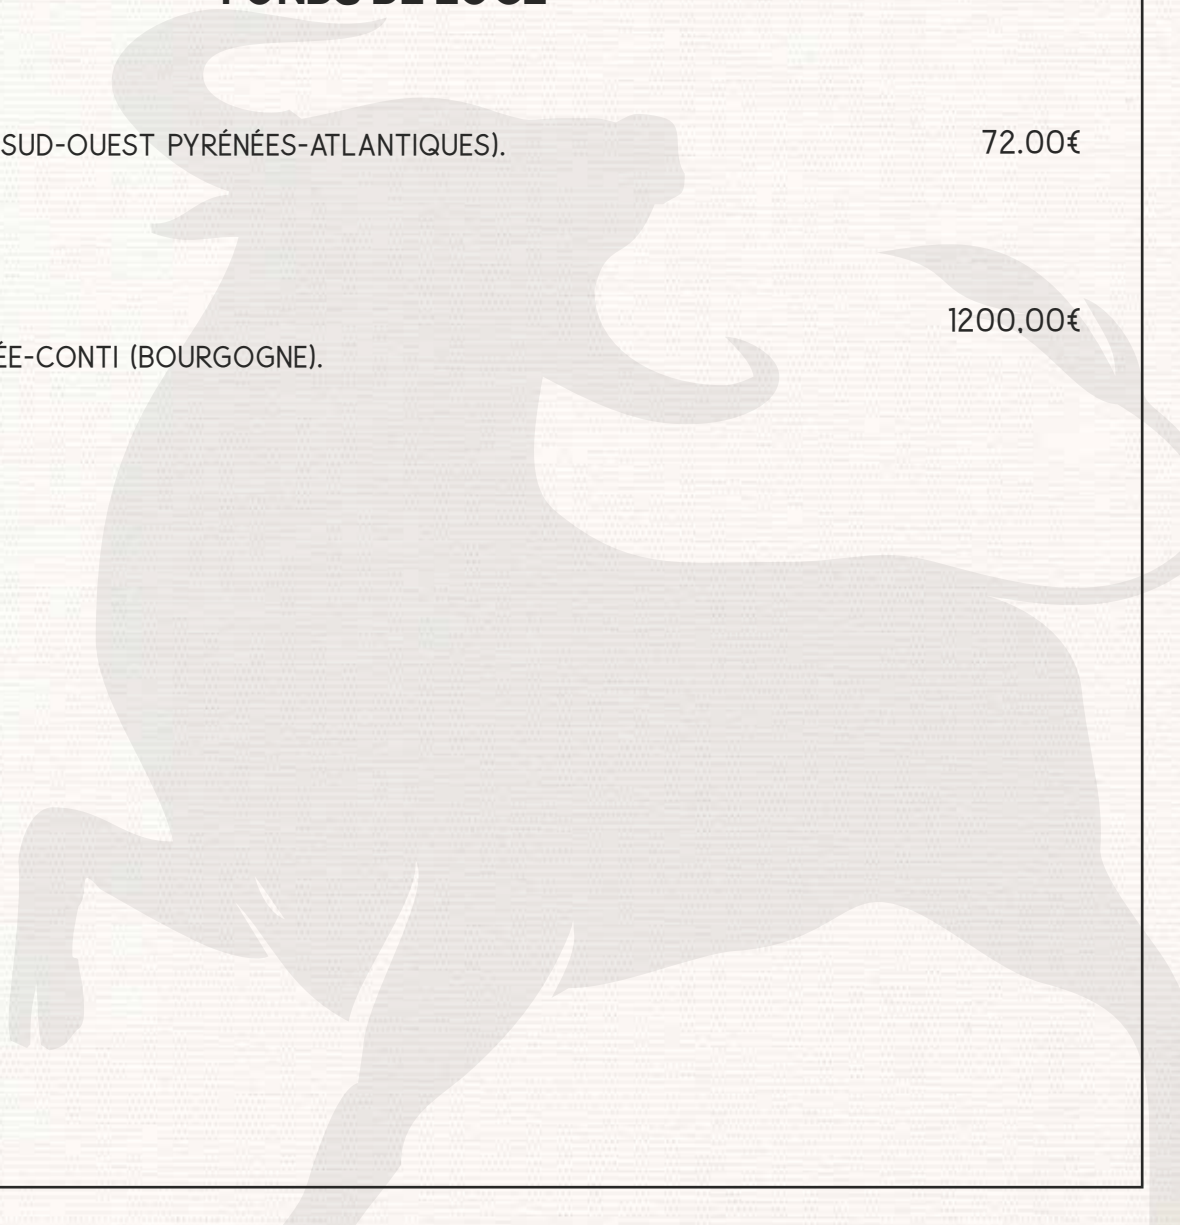 SUD-OUEST PYRÉNÉES-ATLANTIQUES). 72.00€
1200,00€
ÉE-CONTI (BOURGOGNE).